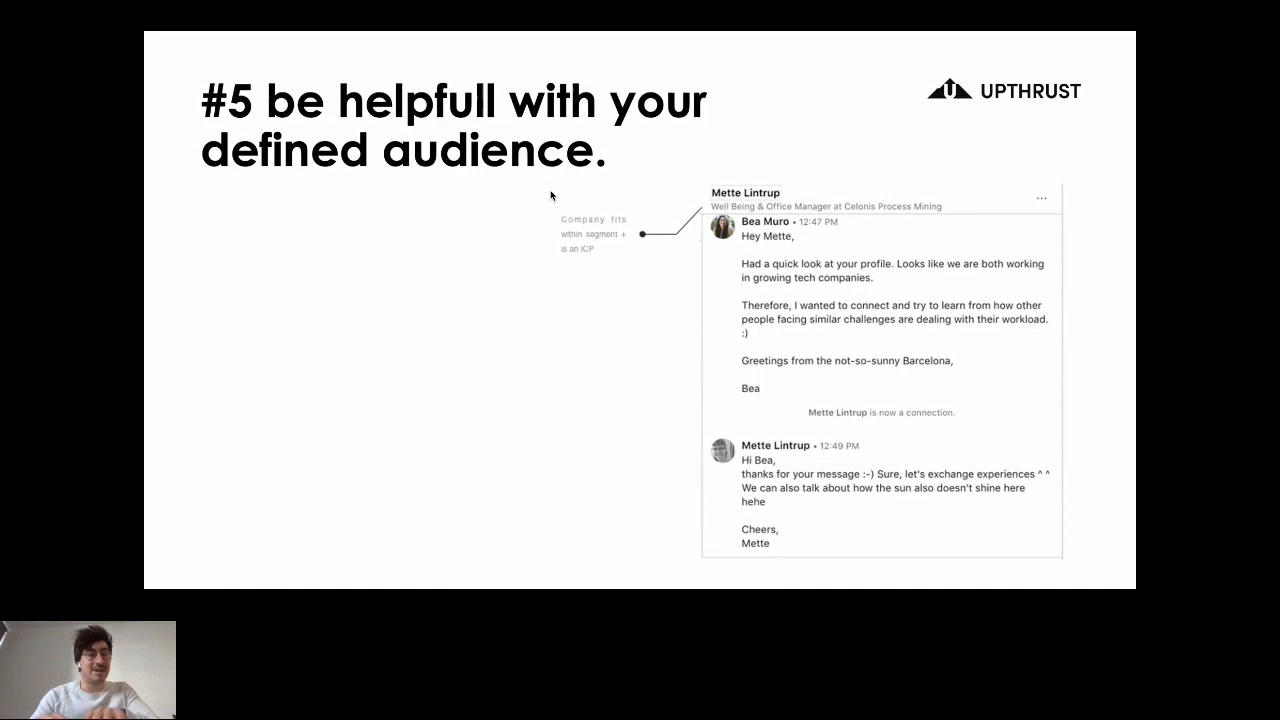 #5 be helpfull with your
defined audience.
UPTHRUST
Company fits
within segment +
is an ICP
Mette Lintrup
Well Being & Office Manager at Celonis Process Mining
...
Bea Muro • 12:47 PM
Hey Mette,
Had a quick look at your profile. Looks like we are both working
in growing tech companies.
Therefore, I wanted to connect and try to learn from how other
people facing similar challenges are dealing with their workload.
:)
Greetings from the not-so-sunny Barcelona,
Bea
Mette Lintrup is now a connection.
Mette Lintrup • 12:49 PM
Hi Bea,
thanks for your message :-) Sure, let's exchange experiences ^ ^
We can also talk about how the sun also doesn't shine here
hehe
Cheers,
Mette